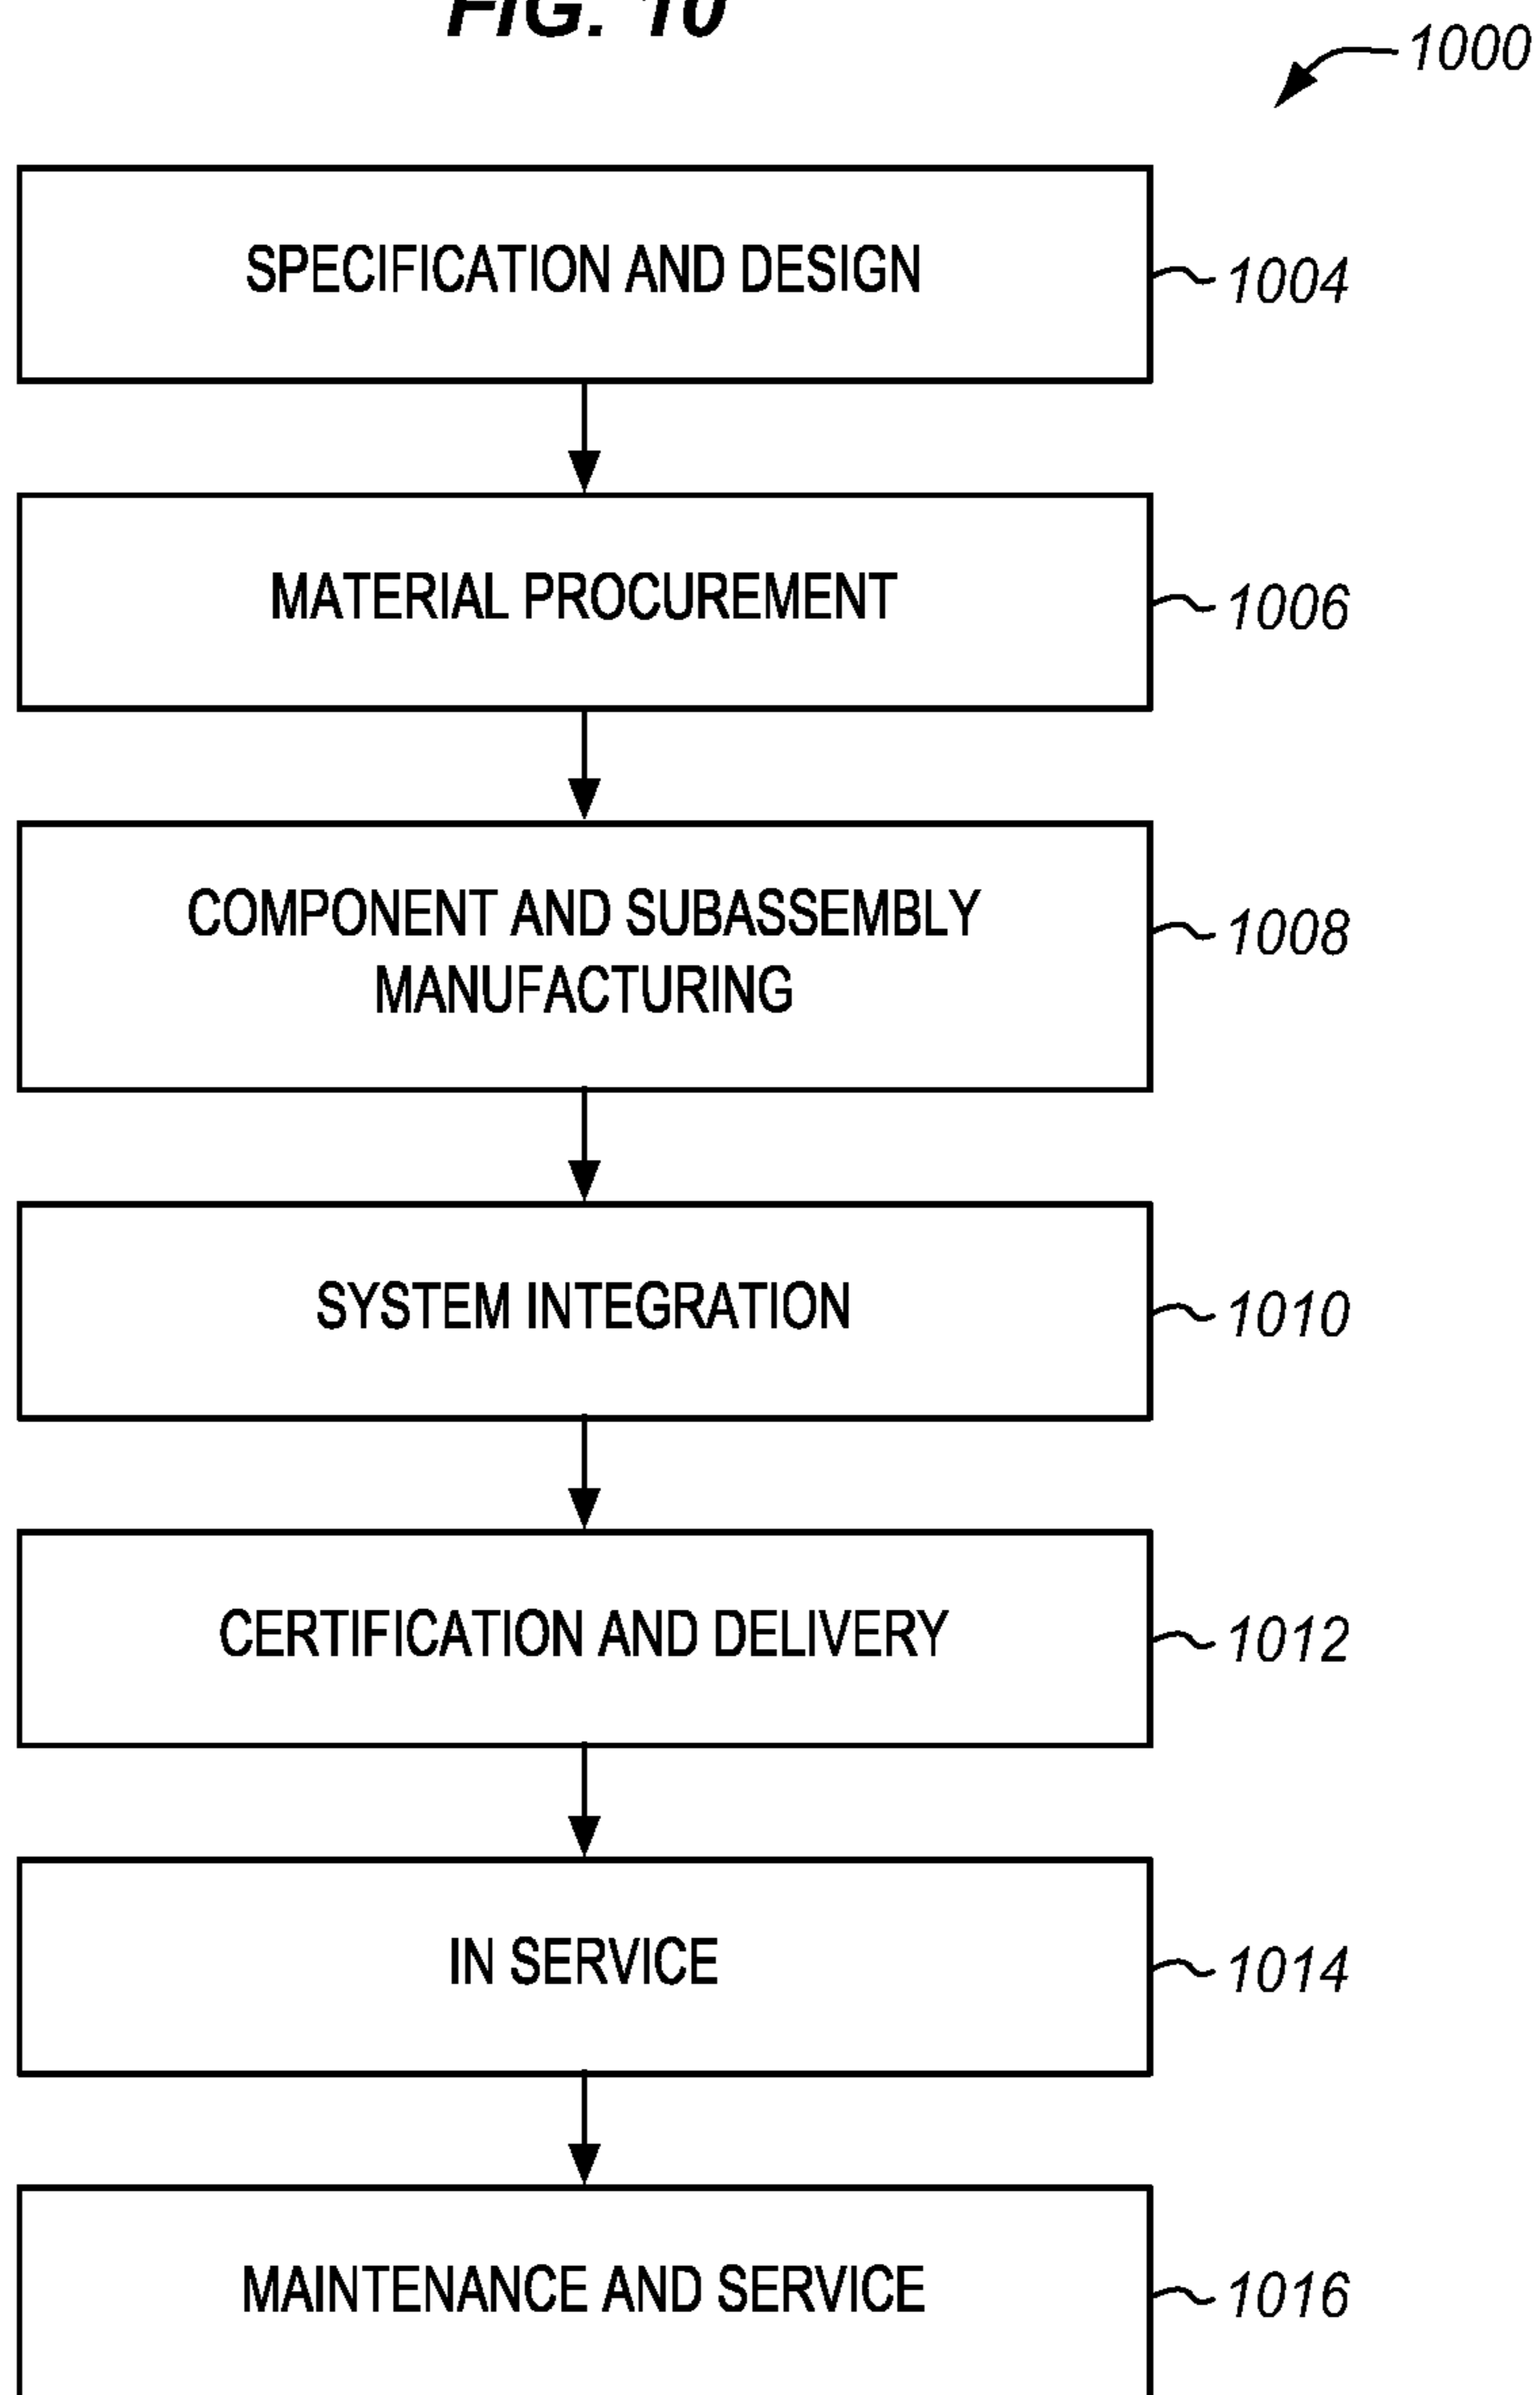 FIG. 10
1000
SPECIFICATION AND DESIGN
1004
MATERIAL PROCUREMENT
1006
COMPONENT AND SUBASSEMBLY
MANUFACTURING
1008
SYSTEM INTEGRATION
1010
CERTIFICATION AND DELIVERY
1012
IN SERVICE
1014
MAINTENANCE AND SERVICE
1016